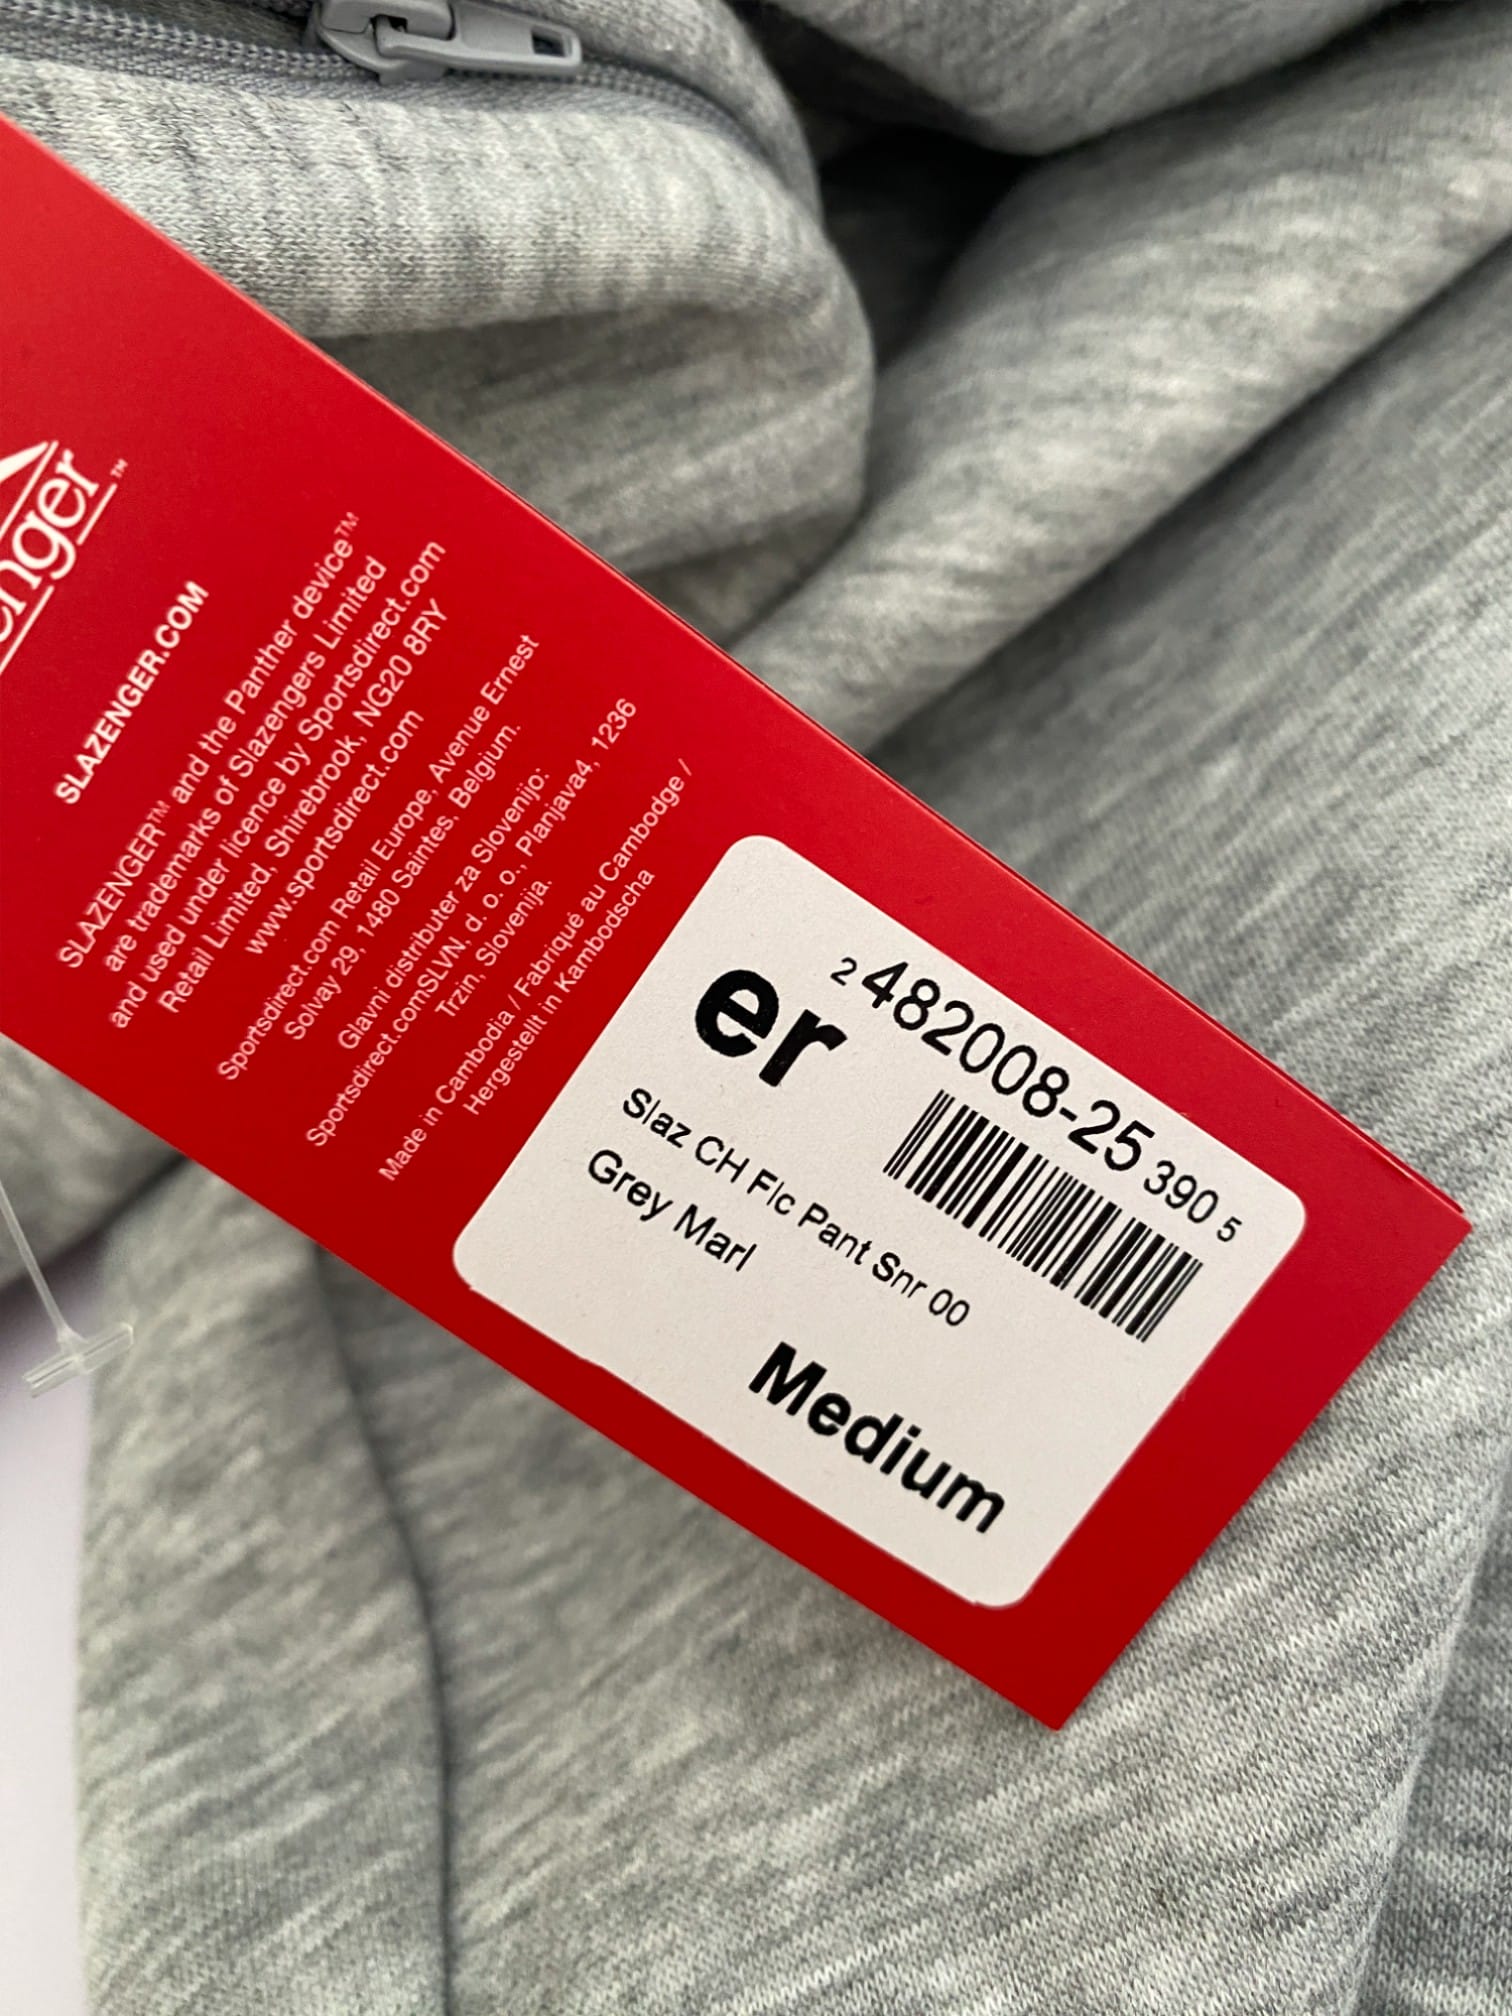 enger™
SLAZENGER.COM
SLAZENGER™ and the Panther device™
are trademarks of Slazengers Limited
and used under licence by Sportsdirect.com
Retail Limited, Shirebrook, NG20 8RY
www.sportsdirect.com
Sportsdirect.com Retail Europe, Avenue Ernest
Solvay 29, 1480 Saintes, Belgium.
Glavni distributer za Slovenijo:
Sportsdirect.comSLVN, d. o. o., Planjava4, 1236
Trzin, Slovenija.
Made in Cambodia / Fabriqué au Cambodge /
Hergestellt in Kambodscha
er
2 482008-25 390 5
Slaz CH Flc Pant Snr 00
Grey Marl
Medium